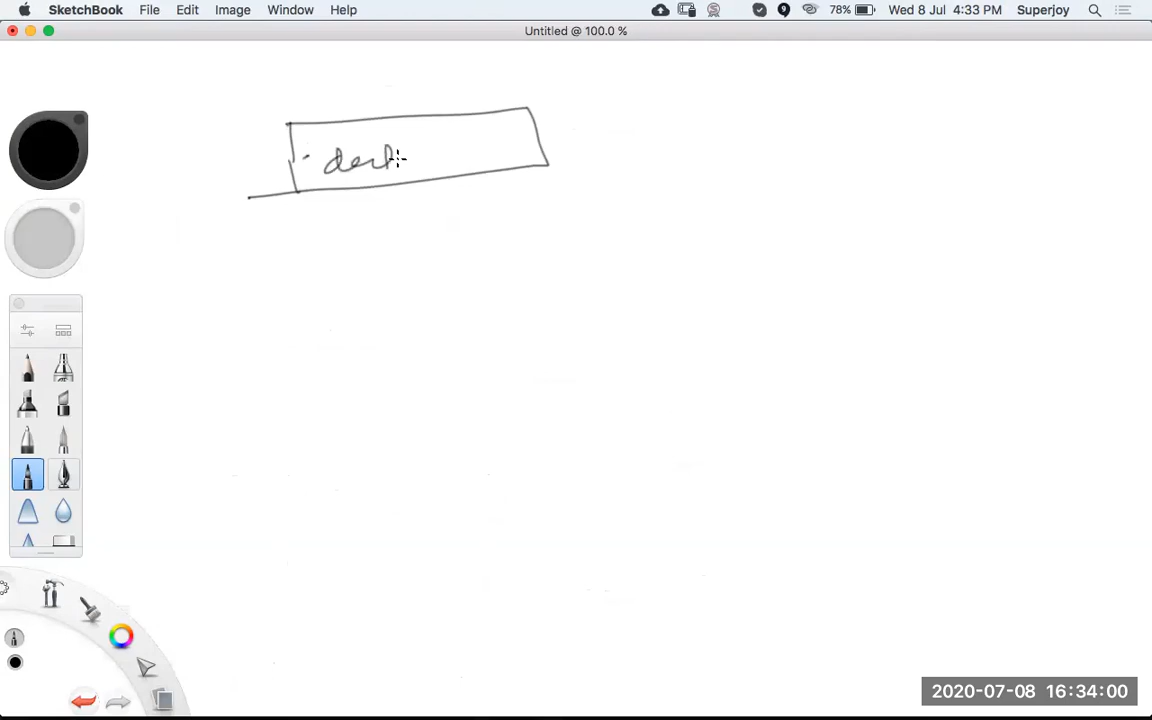 SketchBook File Edit Image Window Help 9 78% Wed 8 Jul 4:33 PM Superjoy
Untitled @ 100.0 %
2020-07-08 16:34:00